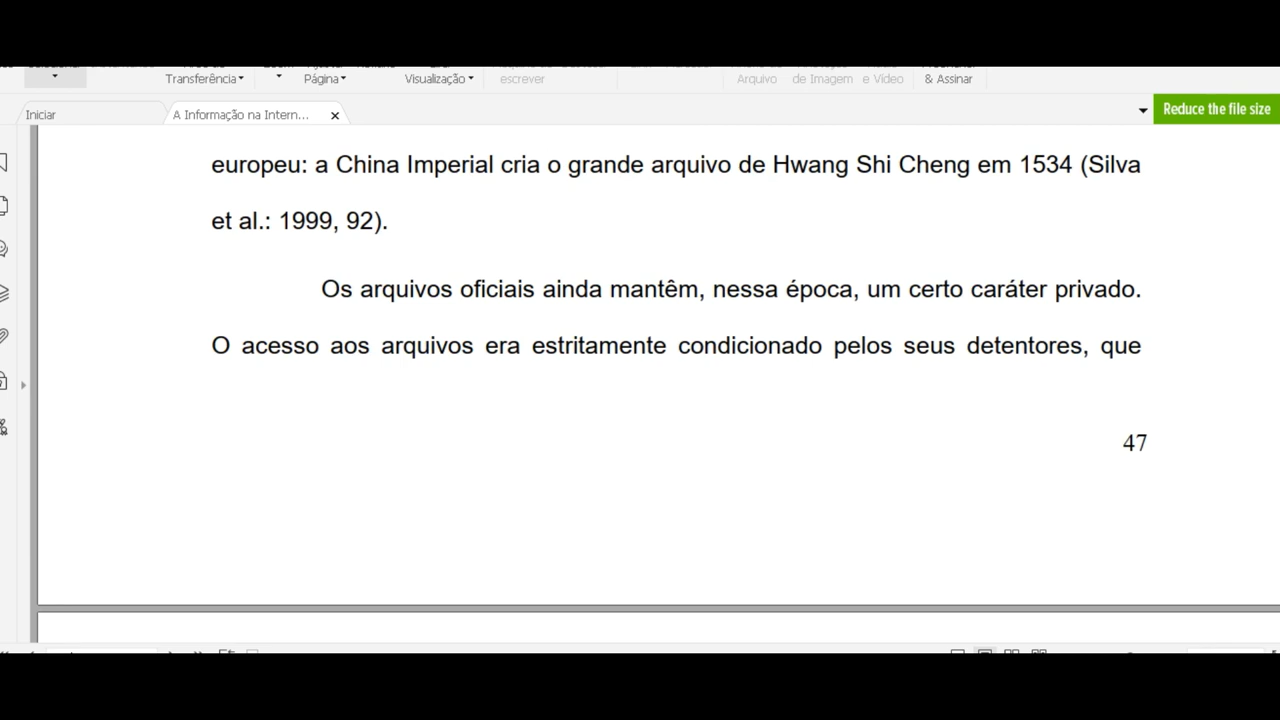 Transferência
Página
Visualização
escrever
Arquivo
de Imagem
e Vídeo
& Assinar
Iniciar
A Informação na Intern...
Reduce the file size
europeu: a China Imperial cria o grande arquivo de Hwang Shi Cheng em 1534 (Silva
et al.: 1999, 92).
Os arquivos oficiais ainda mantêm, nessa época, um certo caráter privado.
O acesso aos arquivos era estritamente condicionado pelos seus detentores, que
47